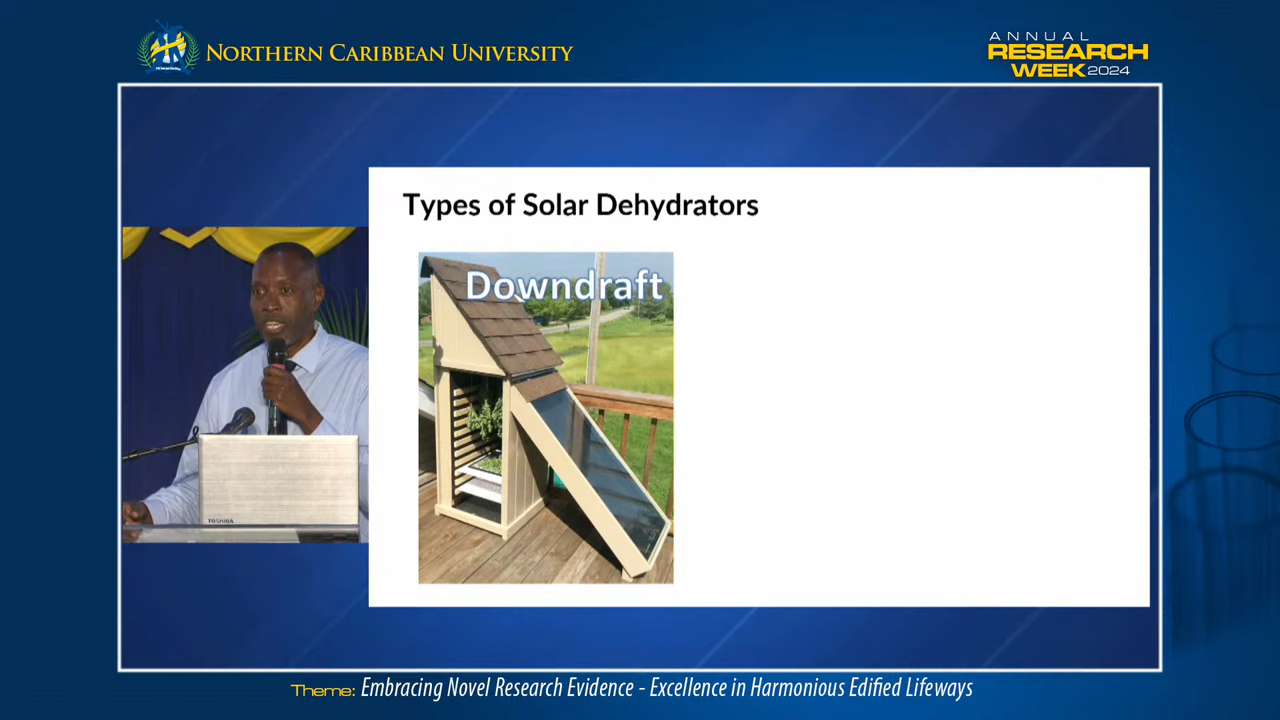 NORTHERN CARIBBEAN UNIVERSITY
ANNUAL
RESEARCH
WEEK 2024
Types of Solar Dehydrators
Downdraft
TOSHIBA
Theme: Embracing Novel Research Evidence - Excellence in Harmonious Edified Lifeways